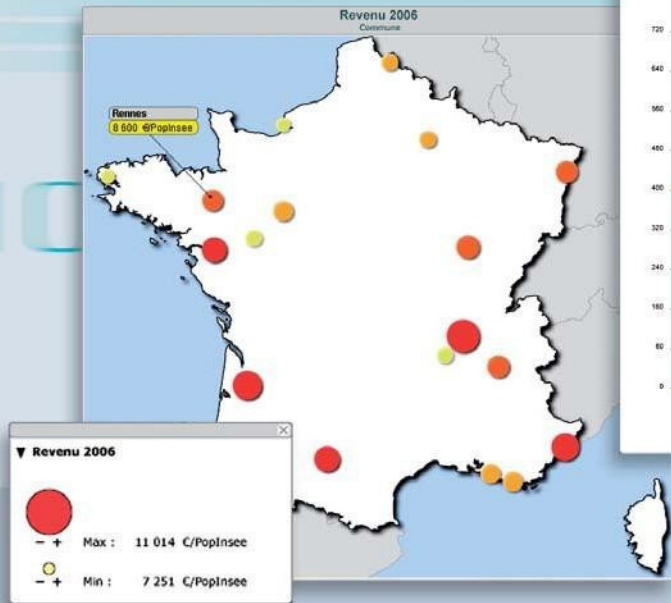 Revenu 2006
Commune
Rennes
8 600 €/PopInsee
▼ Revenu 2006
− + Max : 11 014 €/PopInsee
− + Min : 7 251 €/PopInsee
720
640
560
480
400
320
240
160
80
0